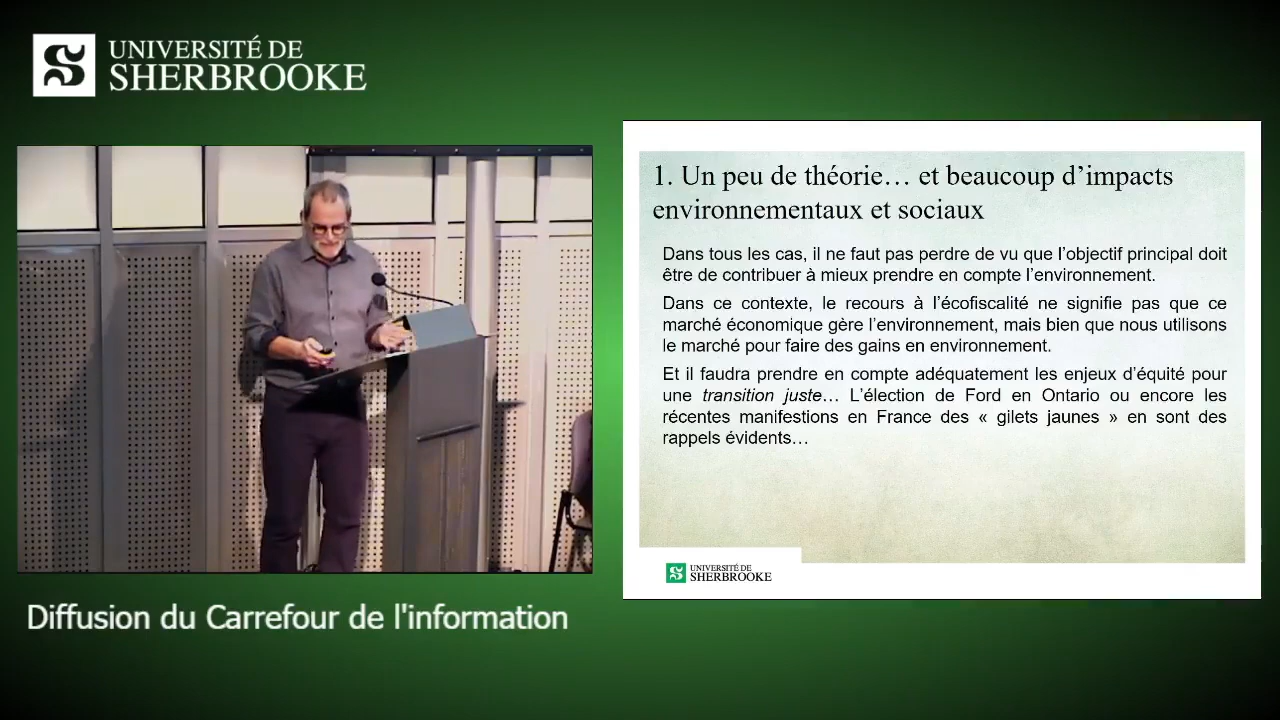 UNIVERSITÉ DE
SHERBROOKE
1. Un peu de théorie… et beaucoup d’impacts
environnementaux et sociaux
Dans tous les cas, il ne faut pas perdre de vu que l’objectif principal doit
être de contribuer à mieux prendre en compte l’environnement.
Dans ce contexte, le recours à l’écofiscalité ne signifie pas que ce
marché économique gère l’environnement, mais bien que nous utilisons
le marché pour faire des gains en environnement.
Et il faudra prendre en compte adéquatement les enjeux d’équité pour
une transition juste… L’élection de Ford en Ontario ou encore les
récentes manifestions en France des « gilets jaunes » en sont des
rappels évidents…
UNIVERSITÉ DE
SHERBROOKE
Diffusion du Carrefour de l'information